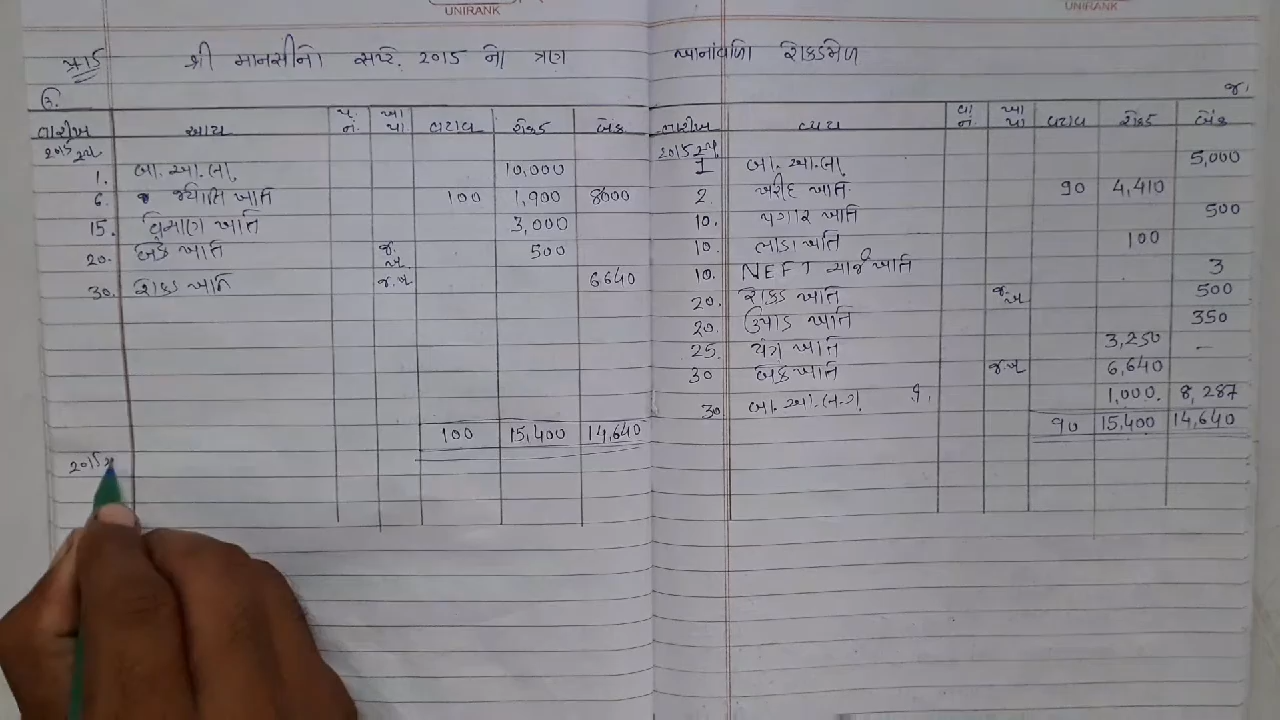 UNIRANK
UNIRANK
શ્રી માનસીનો સપ્ટે. ૨૦૧૫ નો ત્રણ ખાનાંવાળો રોકડમેળ
ઉ.
જ.
તારીખ આવક પ. નં. ખા પા વટાવ રોકડ બેંક
તારીખ વા નં. ખા પા વટાવ રોકડ બેંક
1. બા. આ. લા. 10,000
1 બા. આ. લા. 5,000
6. ખાતે 100 1,900 8000
2. ખરીદ ખાતે 90 4,410
15. ખાતે 3,000
10. પગાર ખાતે 500
20. બેંક ખાતે જ. ખ. 500
10. ખાતે 100
30. રોકડ ખાતે જ.ખ 6640
10. NEFT ખાતે 3
20. રોકડ ખાતે જ. ખ 500
20. ઉપાડ ખાતે 350
25. યંત્ર ખાતે 3,250 –
30 બેંક ખાતે જ.ખ 6,640
30 બા. આ. 1,000. 8,287
100 15,400 14,640
90 15,400 14,640